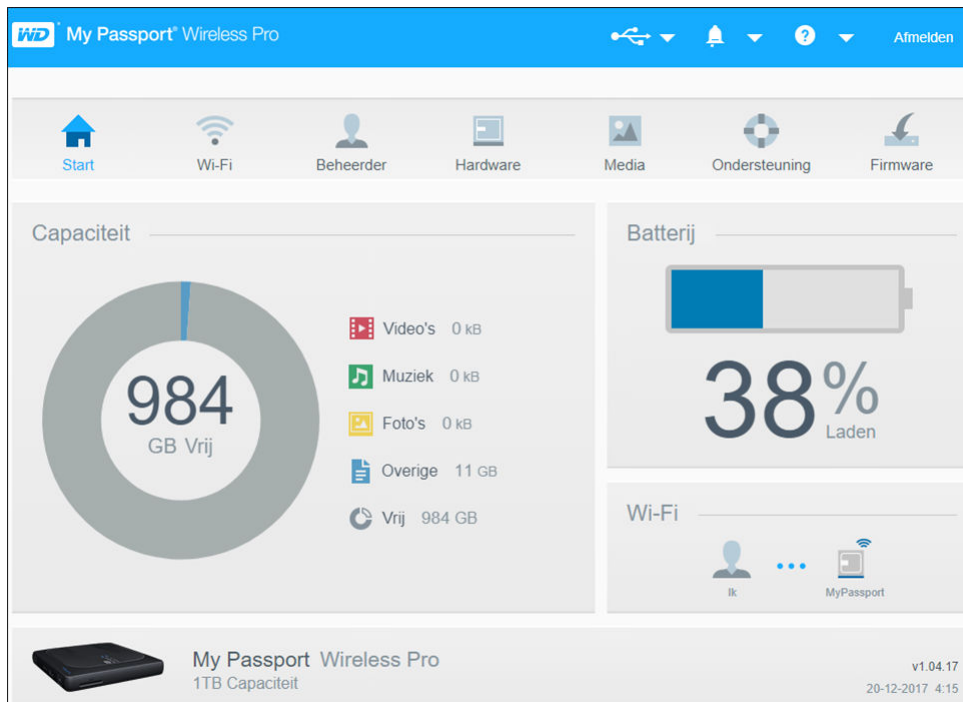 WD My Passport® Wireless Pro
Afmelden
Start
Wi-Fi
Beheerder
Hardware
Media
Ondersteuning
Firmware
Capaciteit
984
GB Vrij
Video's 0 kB
Muziek 0 kB
Foto's 0 kB
Overige 11 GB
Vrij 984 GB
Batterij
38%
Laden
Wi-Fi
Ik
MyPassport
My Passport Wireless Pro
1TB Capaciteit
v1.04.17
20-12-2017 4:15